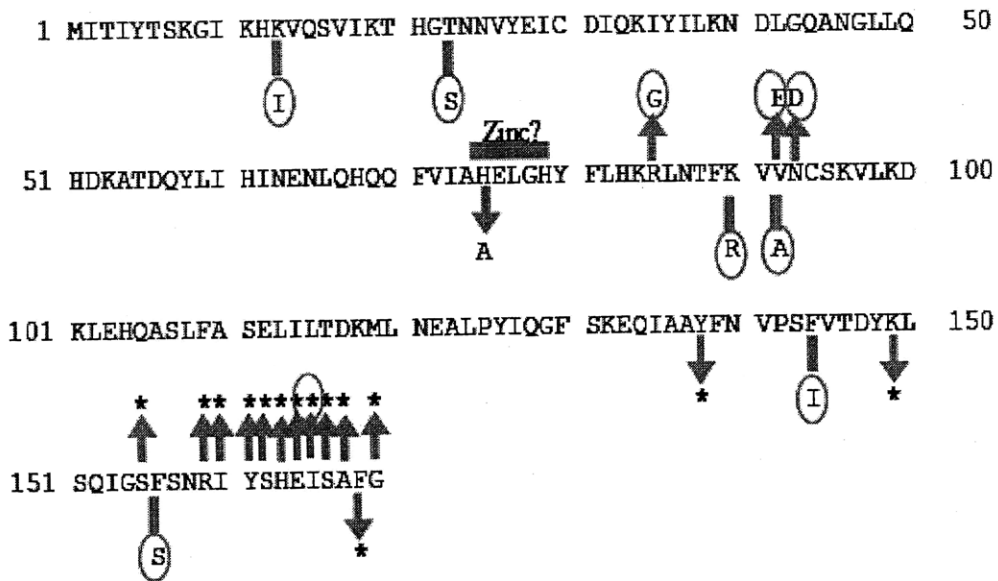 1 MITIYTSKGI KHKVQSVIKT HGTNNVYEIC DIQKIYILKN DLGQANGLLQ 50
I S G E D
Zinc?
51 HDKATDQYLI HINENLQHQQ FVIAHELGHY FLHKRLNTFK VVNCSKVLKD 100
A R A
101 KLEHQASLFA SELILTDKML NEALPYIQGF SKEQIAAYFN VPSFVTDYKL 150
* ** ******* * * I *
151 SQIGSFSNRI YSHEISAFG
S *